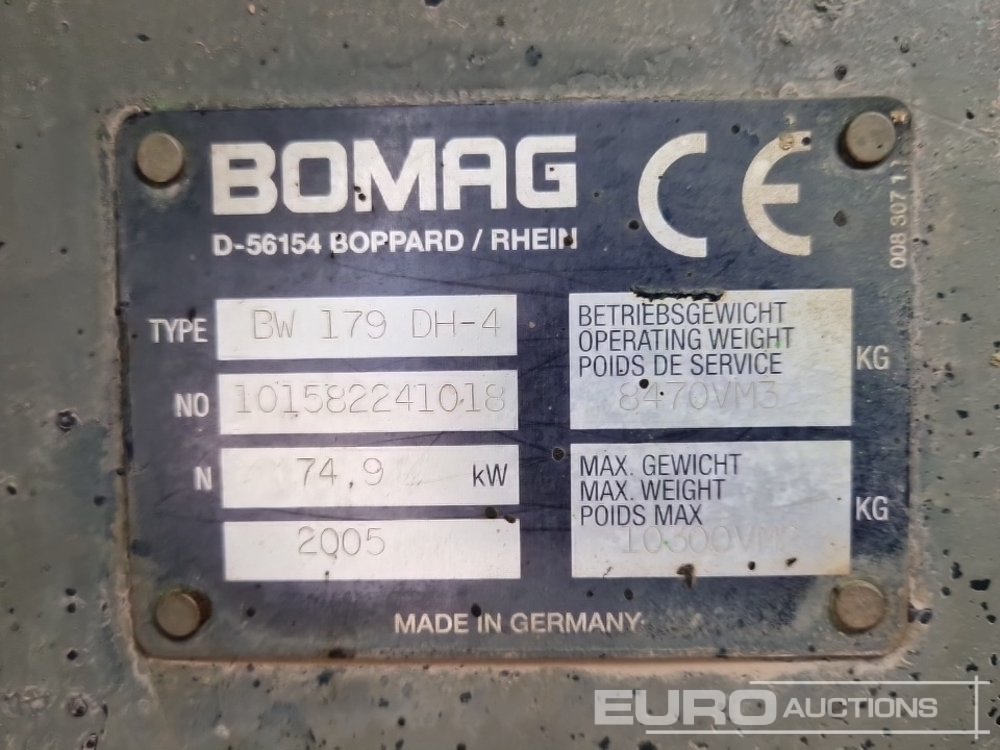 BOMAG
CE
D-56154 BOPPARD / RHEIN
008 307 1
TYPE BW 179 DH-4
NO 101582241018
N 74,9 kW
2005
BETRIEBSGEWICHT
OPERATING WEIGHT
POIDS DE SERVICE
8470VM3 KG
MAX. GEWICHT
MAX. WEIGHT
POIDS MAX
KG
MADE IN GERMANY
EURO AUCTIONS